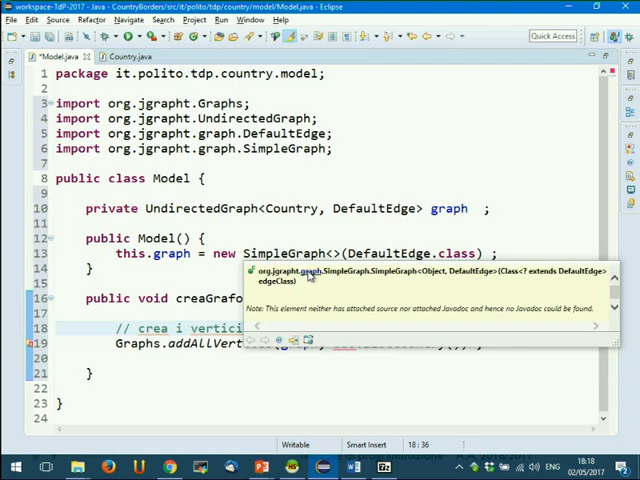 workspace-TdP-2017 - Java - CountryBorders/src/it/polito/tdp/country/model/Model.java - Eclipse
File Edit Source Refactor Navigate Search Project Run Window Help
Quick Access
*Model.java Country.java
1 package it.polito.tdp.country.model;
2
3 import org.jgrapht.Graphs;
4 import org.jgrapht.UndirectedGraph;
5 import org.jgrapht.graph.DefaultEdge;
6 import org.jgrapht.graph.SimpleGraph;
7
8 public class Model {
9
10 private UndirectedGraph<Country, DefaultEdge> graph ;
11
12 public Model() {
13 this.graph = new SimpleGraph<>(DefaultEdge.class) ;
14 }
15
16 public void creaGrafo
17
18 // crea i vertici
19 Graphs.addAllVert
20
21 }
22
23 }
24
org.jgrapht.graph.SimpleGraph.SimpleGraph<Object, DefaultEdge>(Class<? extends DefaultEdge>
edgeClass)
Note: This element neither has attached source nor attached Javadoc and hence no Javadoc could be found.
Writable Smart Insert 18 : 36
18:18
02/05/2017